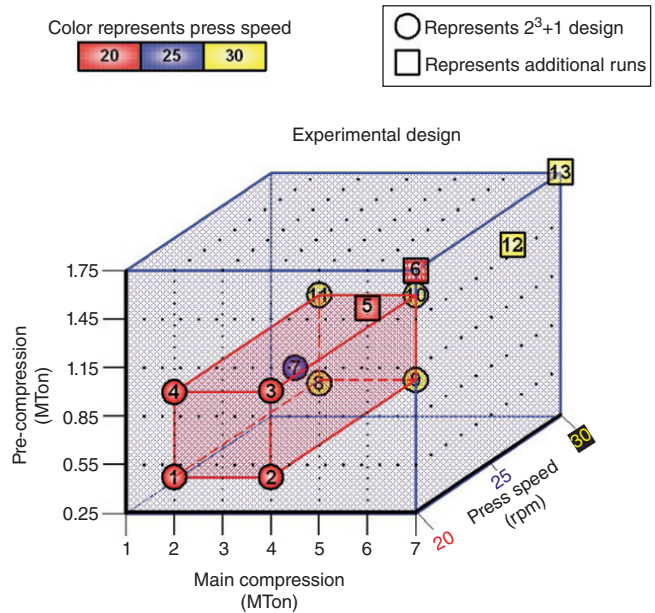 Color represents press speed
20 25 30
Represents 2³+1 design
Represents additional runs
Experimental design
13
12
1.75
6
11
10
5
1.45
7
1.15
8
9
4
3
0.85
Pre-compression
(MTon)
0.55
1
2
0.25
30
25
20
Press speed
(rpm)
1 2 3 4 5 6 7
Main compression
(MTon)